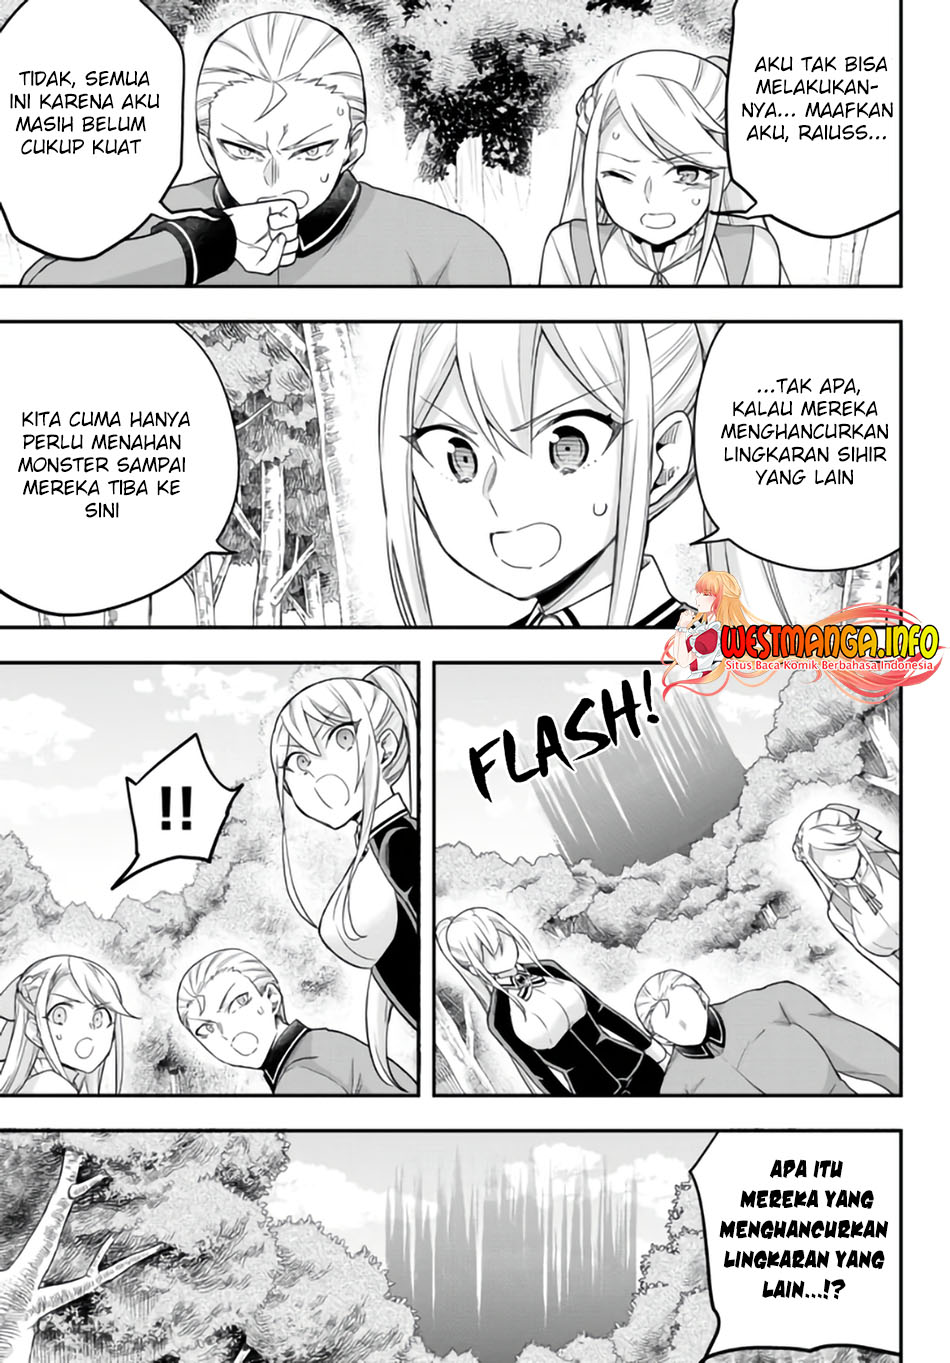 AKU TAK BISA
MELAKUKAN-
NYA... MAAFKAN
AKU, RAIUSS...
TIDAK, SEMUA
INI KARENA AKU
MASIH BELUM
CUKUP KUAT
...TAK APA,
KALAU MEREKA
MENGHANCURKAN
LINGKARAN SIHIR
YANG LAIN
KITA CUMA HANYA
PERLU MENAHAN
MONSTER SAMPAI
MEREKA TIBA KE
SINI
WESTMANGA.INFO
Situs Baca Komik Berbahasa Indonesia
FLASH!
!!
APA ITU
MEREKA YANG
MENGHANCURKAN
LINGKARAN YANG
LAIN...!?